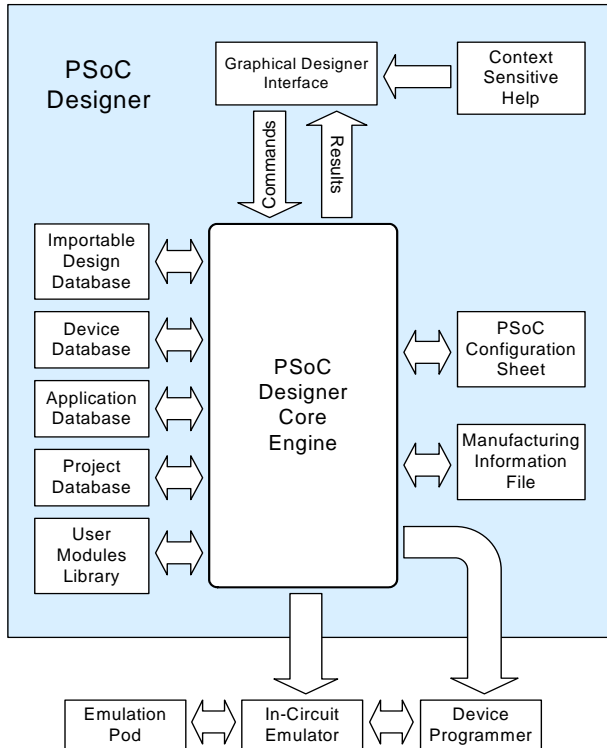 PSoC
Designer
Graphical Designer
Interface
Context
Sensitive
Help
Commands
Results
Importable
Design
Database
Device
Database
Application
Database
Project
Database
User
Modules
Library
PSoC
Designer
Core
Engine
PSoC
Configuration
Sheet
Manufacturing
Information
File
Emulation
Pod
In-Circuit
Emulator
Device
Programmer